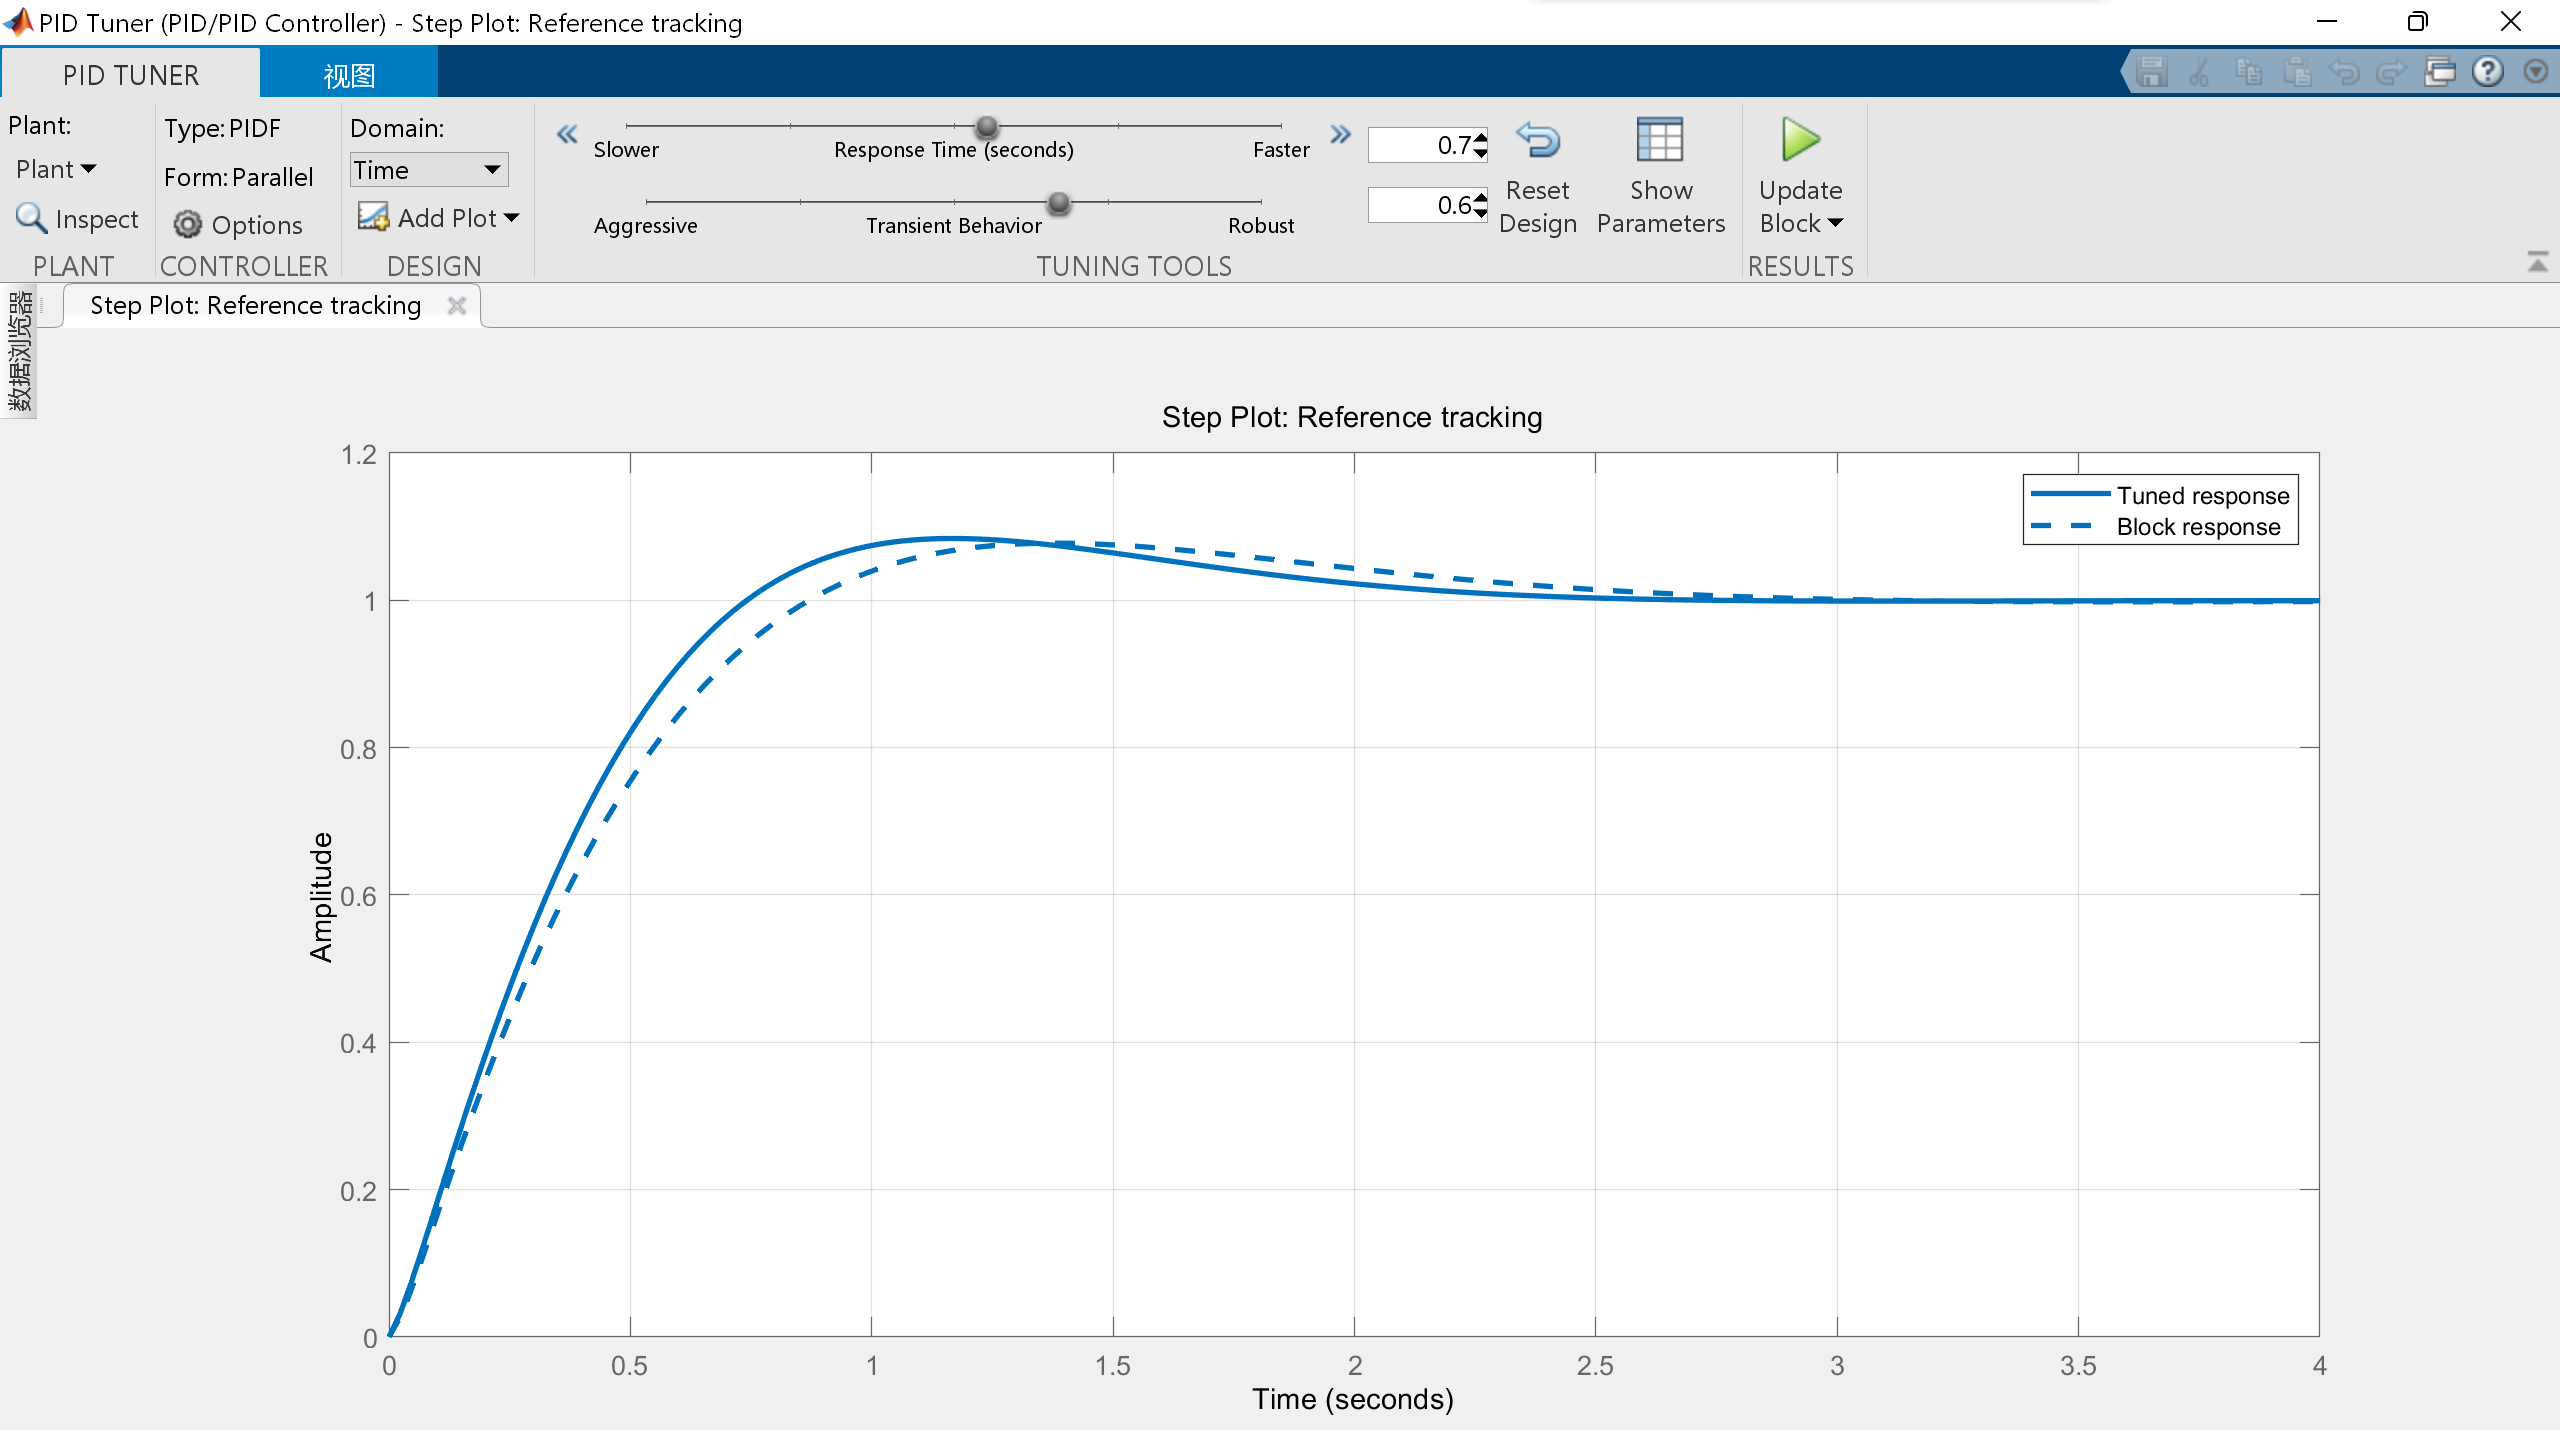 PID Tuner (PID/PID Controller) - Step Plot: Reference tracking
PID TUNER
视图
Plant:
Plant
Inspect
PLANT
Type: PIDF
Form: Parallel
Options
CONTROLLER
Domain:
Time
Add Plot
DESIGN
Slower
Response Time (seconds)
Faster
0.7
Aggressive
Transient Behavior
Robust
0.6
Reset
Design
Show
Parameters
TUNING TOOLS
Update
Block
RESULTS
数据浏览器
Step Plot: Reference tracking
Step Plot: Reference tracking
Tuned response
Block response
Amplitude
1.2
1
0.8
0.6
0.4
0.2
0
0 0.5 1 1.5 2 2.5 3 3.5 4
Time (seconds)